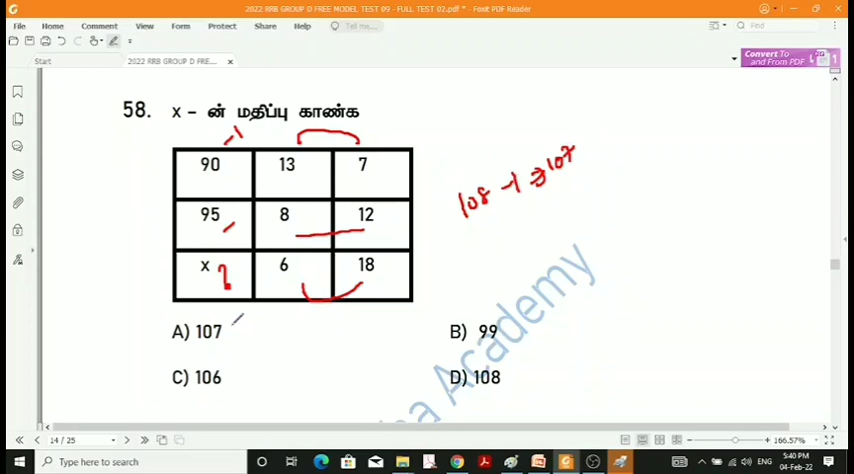 2022 RRB GROUP D FREE MODEL TEST 09 - FULL TEST 02.pdf * - Foxit PDF Reader
File Home Comment View Form Protect Share Help Tell me... Find
Start 2022 RRB GROUP D FRE... Convert To and From PDF
58. x – ன் மதிப்பு காண்க
-1
90 13 7
108 -1 ⇒ 107
95 8 12
x ? 6 18
A) 107 B) 99
C) 106 D) 108
na Academy
14 / 25 166.57%
Type here to search ENG 5:40 PM
04-Feb-22